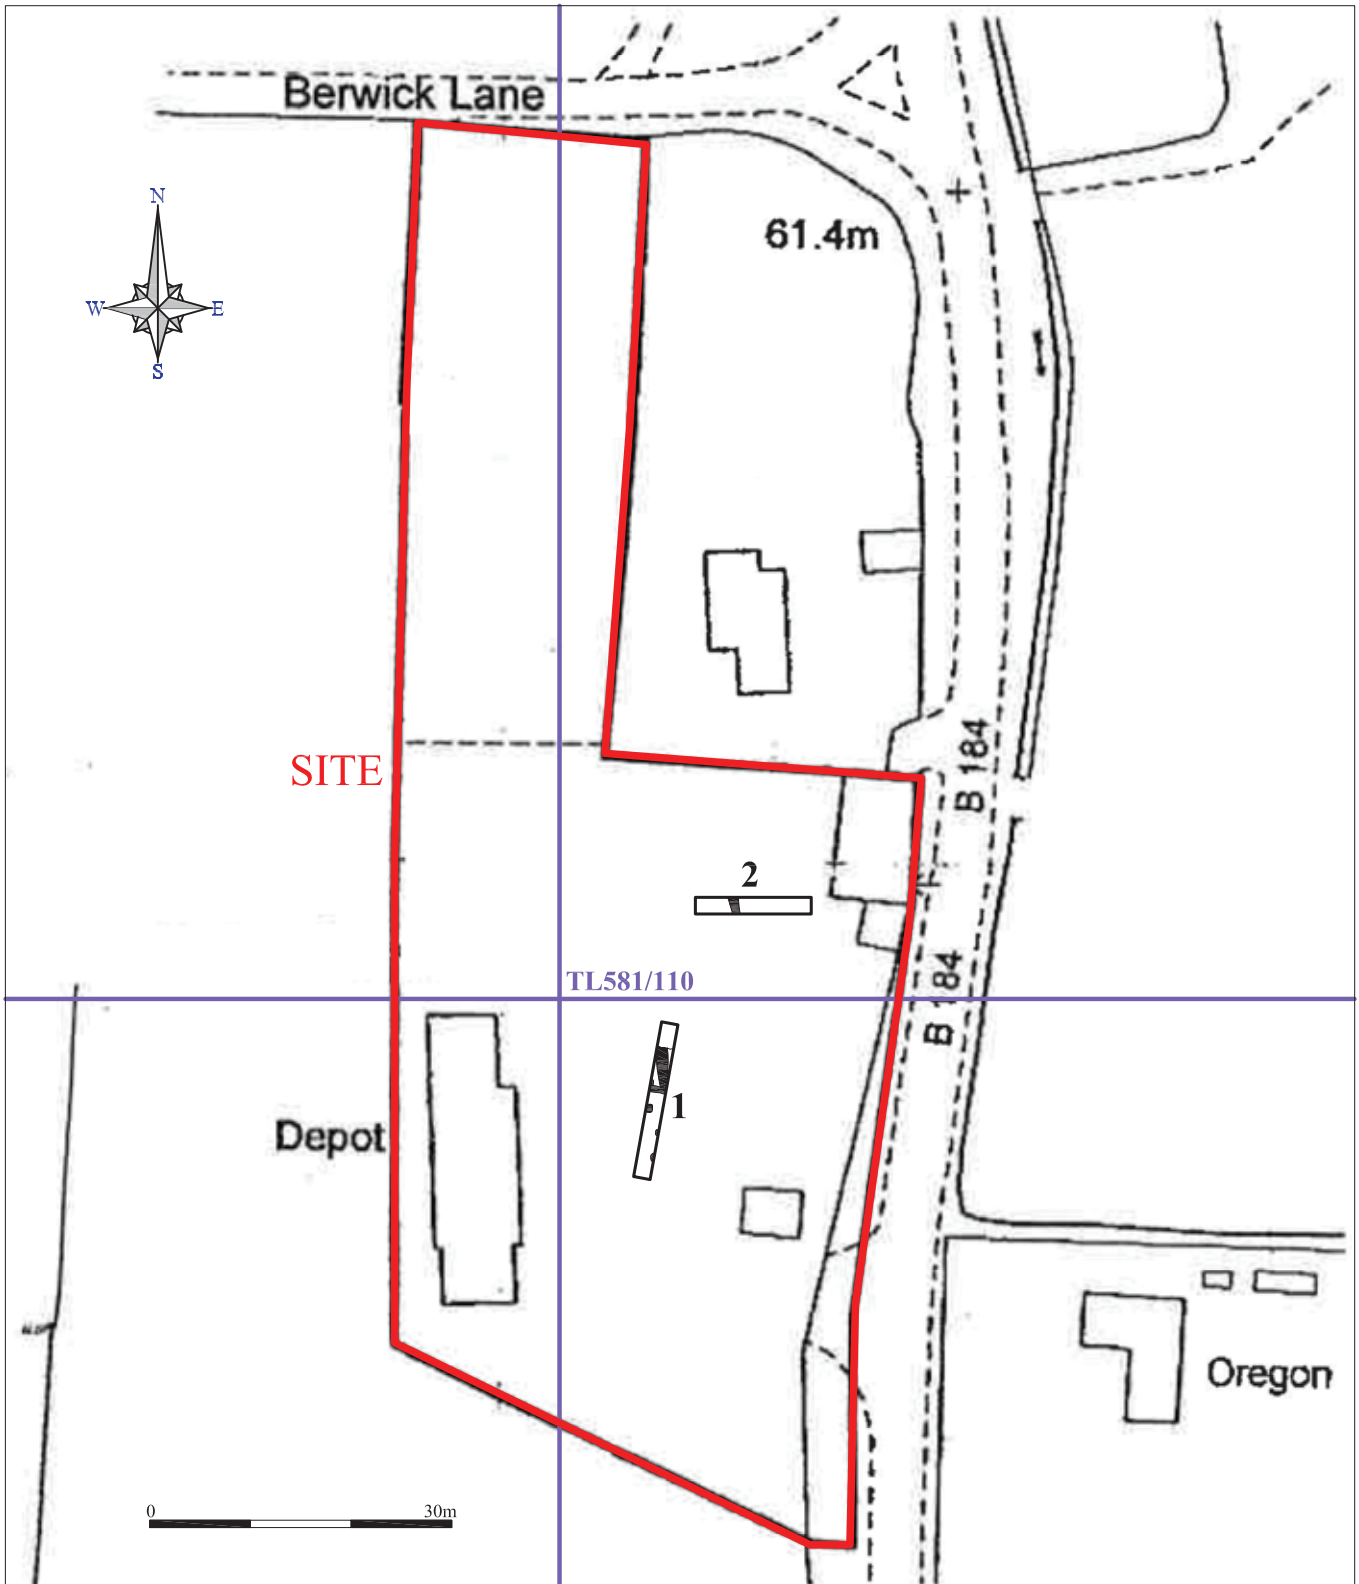 Berwick Lane
N
W
E
S
61.4m
SITE
B 184
2
TL581/110
B 184
1
Depot
Oregon
0
30m